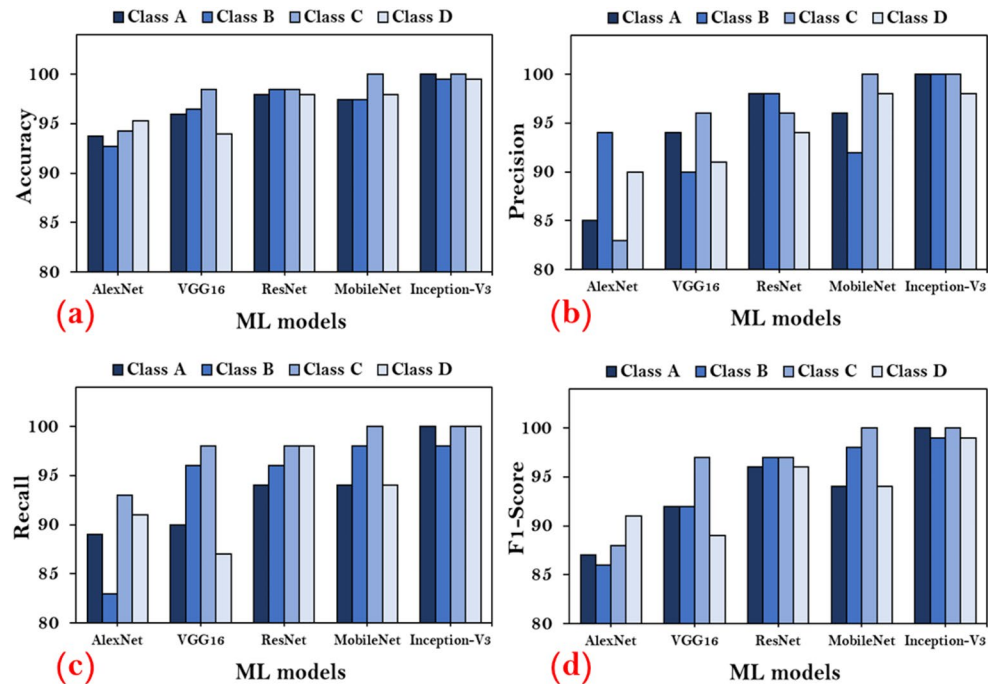 Class A Class B Class C Class D
100
95
90
85
80
Accuracy
AlexNet VGG16 ResNet MobileNet Inception-V3
(a)
ML models
Class A Class B Class C Class D
100
95
90
85
80
Precision
AlexNet VGG16 ResNet MobileNet Inception-V3
(b)
ML models
Class A Class B Class C Class D
100
95
90
85
80
Recall
AlexNet VGG16 ResNet MobileNet Inception-V3
(c)
ML models
Class A Class B Class C Class D
100
95
90
85
80
F1-Score
AlexNet VGG16 ResNet MobileNet Inception-V3
(d)
ML models